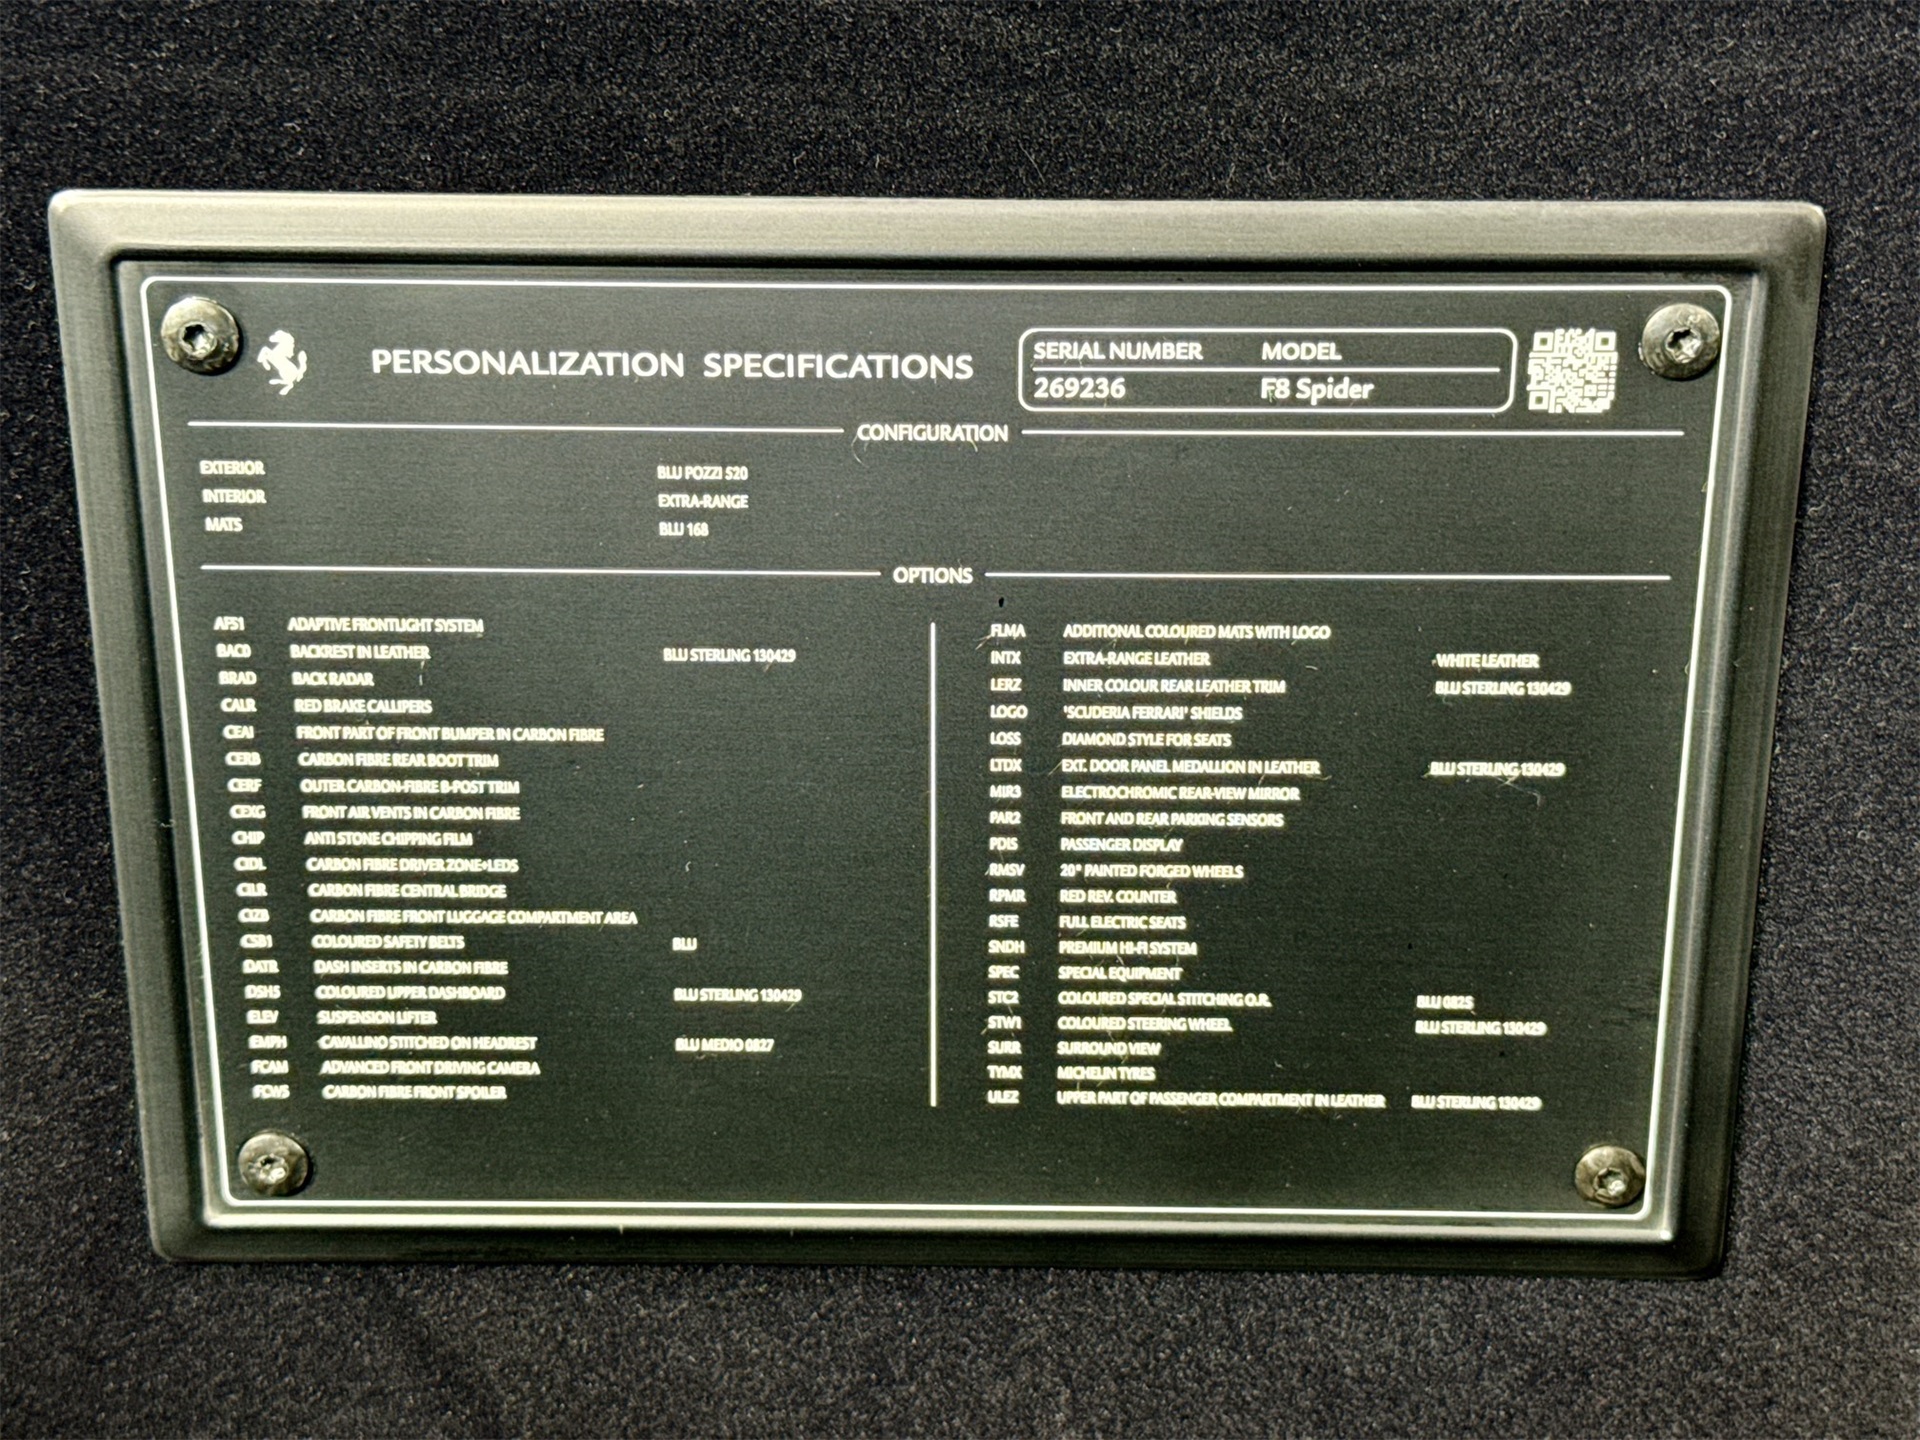 PERSONALIZATION SPECIFICATIONS
SERIAL NUMBER MODEL
269236 F8 Spider
CONFIGURATION
EXTERIOR BLU POZZI 520
INTERIOR EXTRA-RANGE
MATS BLU 168
OPTIONS
AFS1 ADAPTIVE FRONTLIGHT SYSTEM
BAC0 BACKREST IN LEATHER BLU STERLING 130429
BRAD BACK RADAR
CALR RED BRAKE CALLIPERS
CEA1 FRONT PART OF FRONT BUMPER IN CARBON FIBRE
CERB CARBON FIBRE REAR BOOT TRIM
CERF OUTER CARBON-FIBRE B-POST TRIM
CEXG FRONT AIR VENTS IN CARBON FIBRE
CHIP ANTI STONE CHIPPING FILM
CIDL CARBON FIBRE DRIVER ZONE+LEDS
CILR CARBON FIBRE CENTRAL BRIDGE
CIZB CARBON FIBRE FRONT LUGGAGE COMPARTMENT AREA
CSB1 COLOURED SAFETY BELTS BLU
DATR DASH INSERTS IN CARBON FIBRE
DSH5 COLOURED UPPER DASHBOARD BLU STERLING 130429
ELEV SUSPENSION LIFTER
EMPH CAVALLINO STITCHED ON HEADREST BLU MEDIO 0827
FCAM ADVANCED FRONT DRIVING CAMERA
FCWS CARBON FIBRE FRONT SPOILER
FLMA ADDITIONAL COLOURED MATS WITH LOGO
INTX EXTRA-RANGE LEATHER WHITE LEATHER
LERZ INNER COLOUR REAR LEATHER TRIM BLU STERLING 130429
LOGO 'SCUDERIA FERRARI' SHIELDS
LOSS DIAMOND STYLE FOR SEATS
LTDX EXT. DOOR PANEL MEDALLION IN LEATHER BLU STERLING 130429
MIR3 ELECTROCHROMIC REAR-VIEW MIRROR
PAR2 FRONT AND REAR PARKING SENSORS
PDIS PASSENGER DISPLAY
RMSV 20" PAINTED FORGED WHEELS
RPMR RED REV. COUNTER
RSFE FULL ELECTRIC SEATS
SNDH PREMIUM HI-FI SYSTEM
SPEC SPECIAL EQUIPMENT
STC2 COLOURED SPECIAL STITCHING O.R. BLU 0825
STW1 COLOURED STEERING WHEEL BLU STERLING 130429
SURR SURROUND VIEW
TYMX MICHELIN TYRES
ULEZ UPPER PART OF PASSENGER COMPARTMENT IN LEATHER BLU STERLING 130429